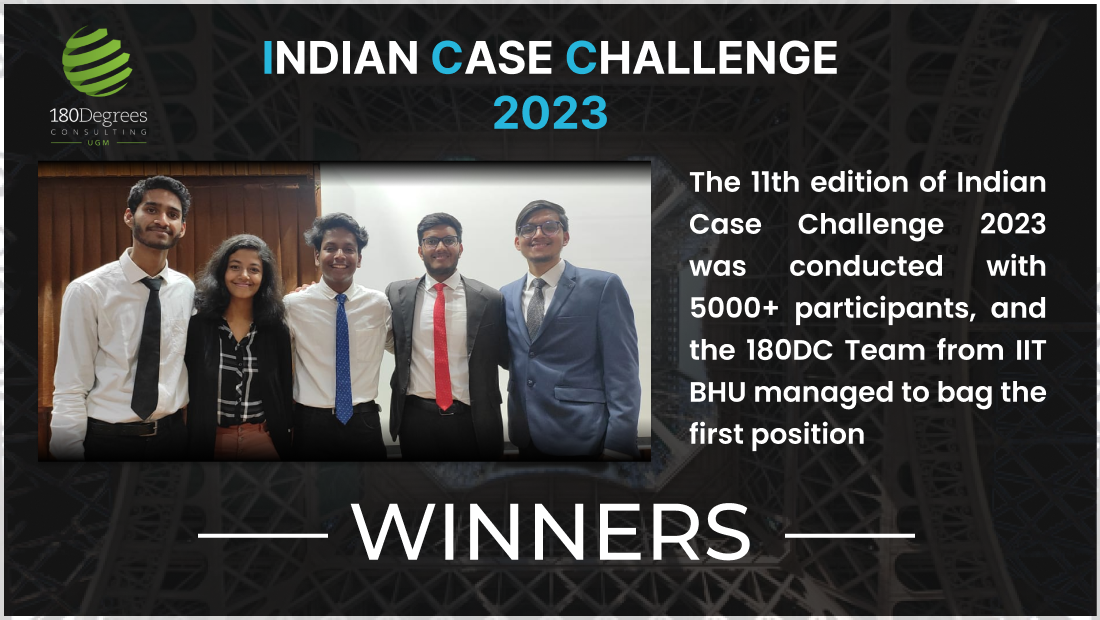 180Degrees
CONSULTING
UGM
INDIAN CASE CHALLENGE
2023
The 11th edition of Indian
Case Challenge 2023
was conducted with
5000+ participants, and
the 180DC Team from IIT
BHU managed to bag the
first position
WINNERS